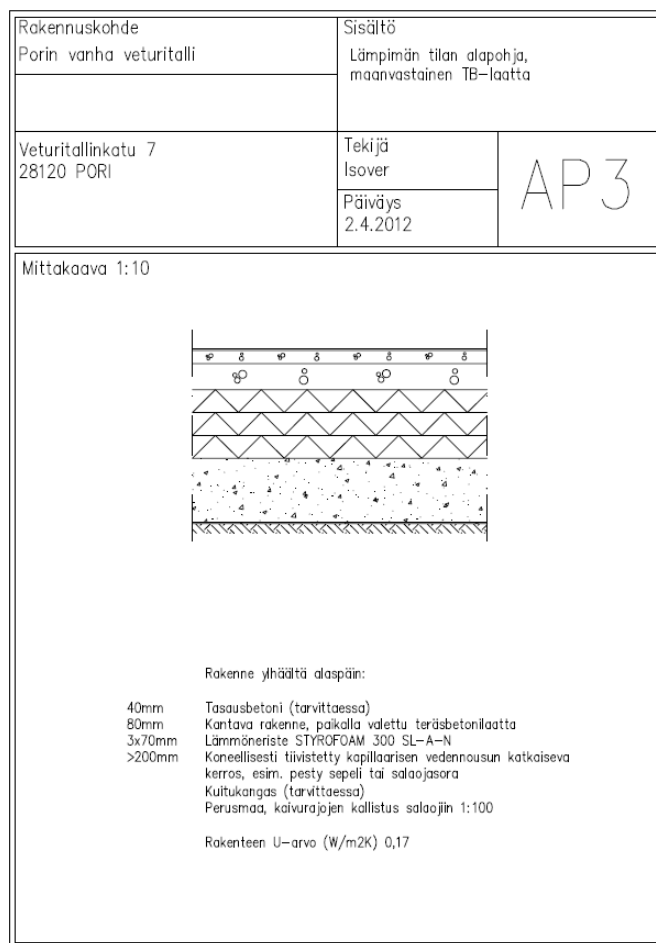 Rakennuskohde
Porin vanha veturitalli
Sisältö
Lämpimän tilan alapohja,
maanvastainen TB-laatta
Veturitallinkatu 7
28120 PORI
Tekijä
Isover
Päiväys
2.4.2012
AP3
Mittakaava 1:10
Rakenne ylhäältä alaspäin:
40mm Tasausbetoni (tarvittaessa)
80mm Kantava rakenne, paikalla valettu teräsbetonilaatta
3x70mm Lämmöneriste STYROFOAM 300 SL-A-N
>200mm Koneellisesti tiivistetty kapillaarisen vedennousun katkaiseva
kerros, esim. pesty sepeli tai salaojasora
Kuitukangas (tarvittaessa)
Perusmaa, kaivurajojen kallistus salaojiin 1:100
Rakenteen U-arvo (W/m2K) 0,17